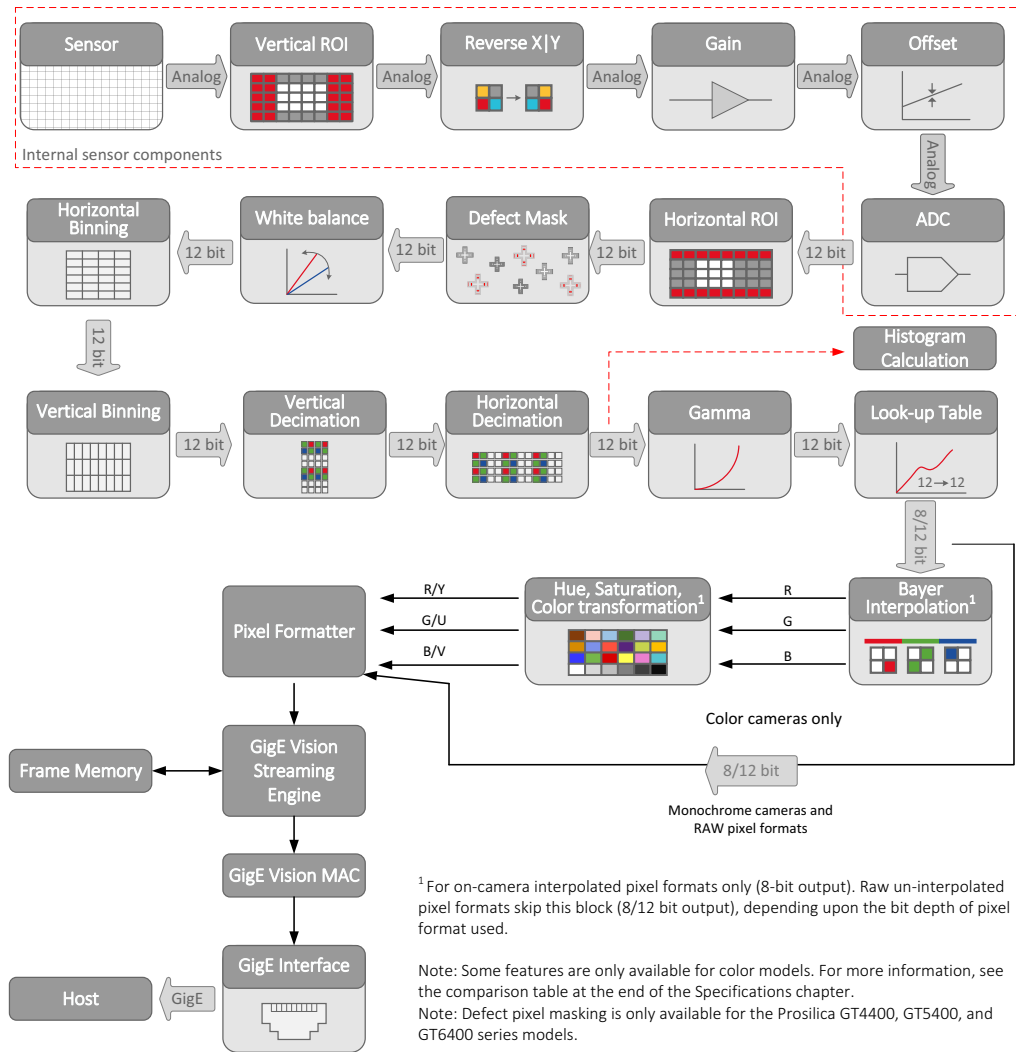 Sensor
Analog
Vertical ROI
Analog
Reverse X|Y
Analog
Gain
Analog
Offset
Internal sensor components
Analog
Horizontal
Binning
12 bit
White balance
12 bit
Defect Mask
12 bit
Horizontal ROI
12 bit
ADC
12 bit
Histogram
Calculation
Vertical Binning
12 bit
Vertical
Decimation
12 bit
Horizontal
Decimation
12 bit
Gamma
12 bit
Look-up Table
12→12
8/12 bit
Pixel Formatter
R/Y
G/U
B/V
Hue, Saturation,
Color transformation¹
R
G
B
Bayer
Interpolation¹
Color cameras only
8/12 bit
Monochrome cameras and
RAW pixel formats
Frame Memory
GigE Vision
Streaming
Engine
GigE Vision MAC
GigE Interface
GigE
Host
¹ For on-camera interpolated pixel formats only (8-bit output). Raw un-interpolated
pixel formats skip this block (8/12 bit output), depending upon the bit depth of pixel
format used.
Note: Some features are only available for color models. For more information, see
the comparison table at the end of the Specifications chapter.
Note: Defect pixel masking is only available for the Prosilica GT4400, GT5400, and
GT6400 series models.